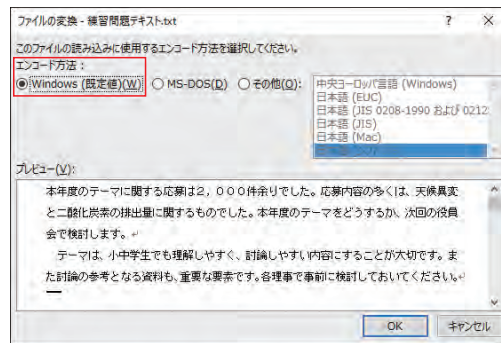 ファイルの変換 - 練習問題テキスト.txt ? ×
このファイルの読み込みに使用するエンコード方法を選択してください。
エンコード方法：
Windows (既定値)(W) MS-DOS(D) その他(O):
中央ヨーロッパ言語 (Windows)
日本語 (EUC)
日本語 (JIS 0208-1990 および 0212
日本語 (JIS)
日本語 (Mac)
プレビュー(V):
本年度のテーマに関する応募は２，０００件余りでした。応募内容の多くは、天候異変
と二酸化炭素の排出量に関するものでした。本年度のテーマをどうするか、次回の役員
会で検討します。
テーマは、小中学生でも理解しやすく、討論しやすい内容にすることが大切です。ま
た討論の参考となる資料も、重要な要素です。各理事で事前に検討しておいてください。
OK キャンセル